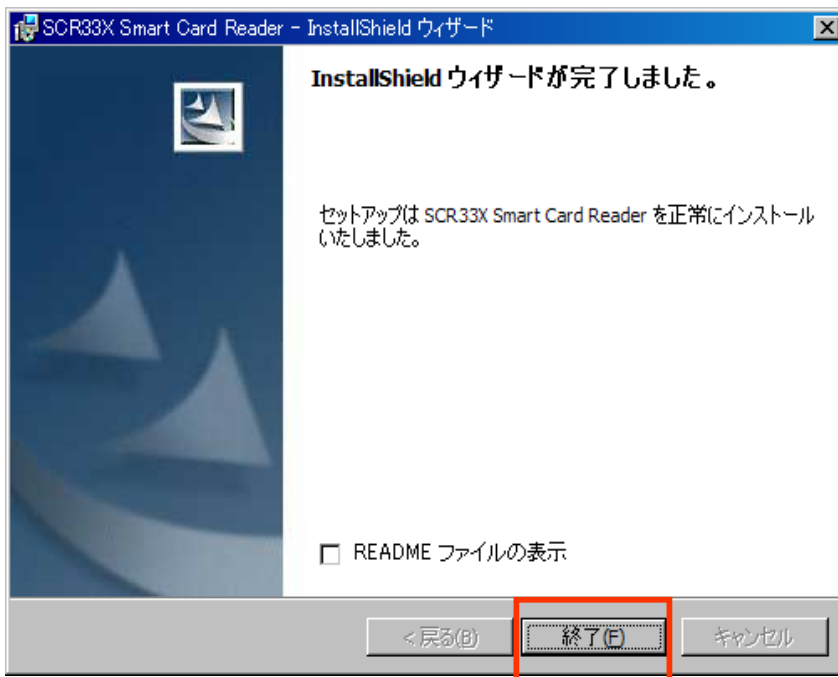 SCR33X Smart Card Reader - InstallShield ウィザード
InstallShield ウィザードが完了しました。
セットアップは SCR33X Smart Card Reader を正常にインストール
いたしました。
README ファイルの表示
< 戻る(B)
終了(F)
キャンセル